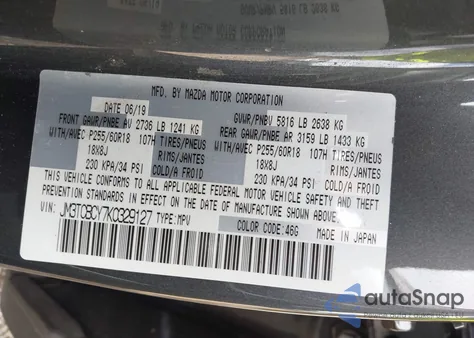 MFD. BY MAZDA MOTOR CORPORATION
DATE 06/19 GVWR/PNBV 5816 LB 2638 KG
FRONT GAWR/PNBE AV 2736 LB 1241 KG REAR GAWR/PNBE AR 3159 LB 1433 KG
WITH/AVEC P255/60R18 107H TIRES/PNEUS WITH/AVEC P255/60R18 107H TIRES/PNEUS
18X8J RIMS/JANTES 18X8J RIMS/JANTES
230 KPA/34 PSI A FROID 230 KPA/34 PSI A FROID
THIS VEHICLE CONFORMS TO ALL APPLICABLE FEDERAL MOTOR VEHICLE SAFETY, BUMPER, AND THEFT
PREVENTION STANDARDS IN EFFECT ON THE DATE OF MANUFACTURE SHOWN ABOVE.
VIN: JM3TCBCY7K0329127 TYPE: MPV
COLOR CODE: 46G MADE IN JAPAN
autoSnap